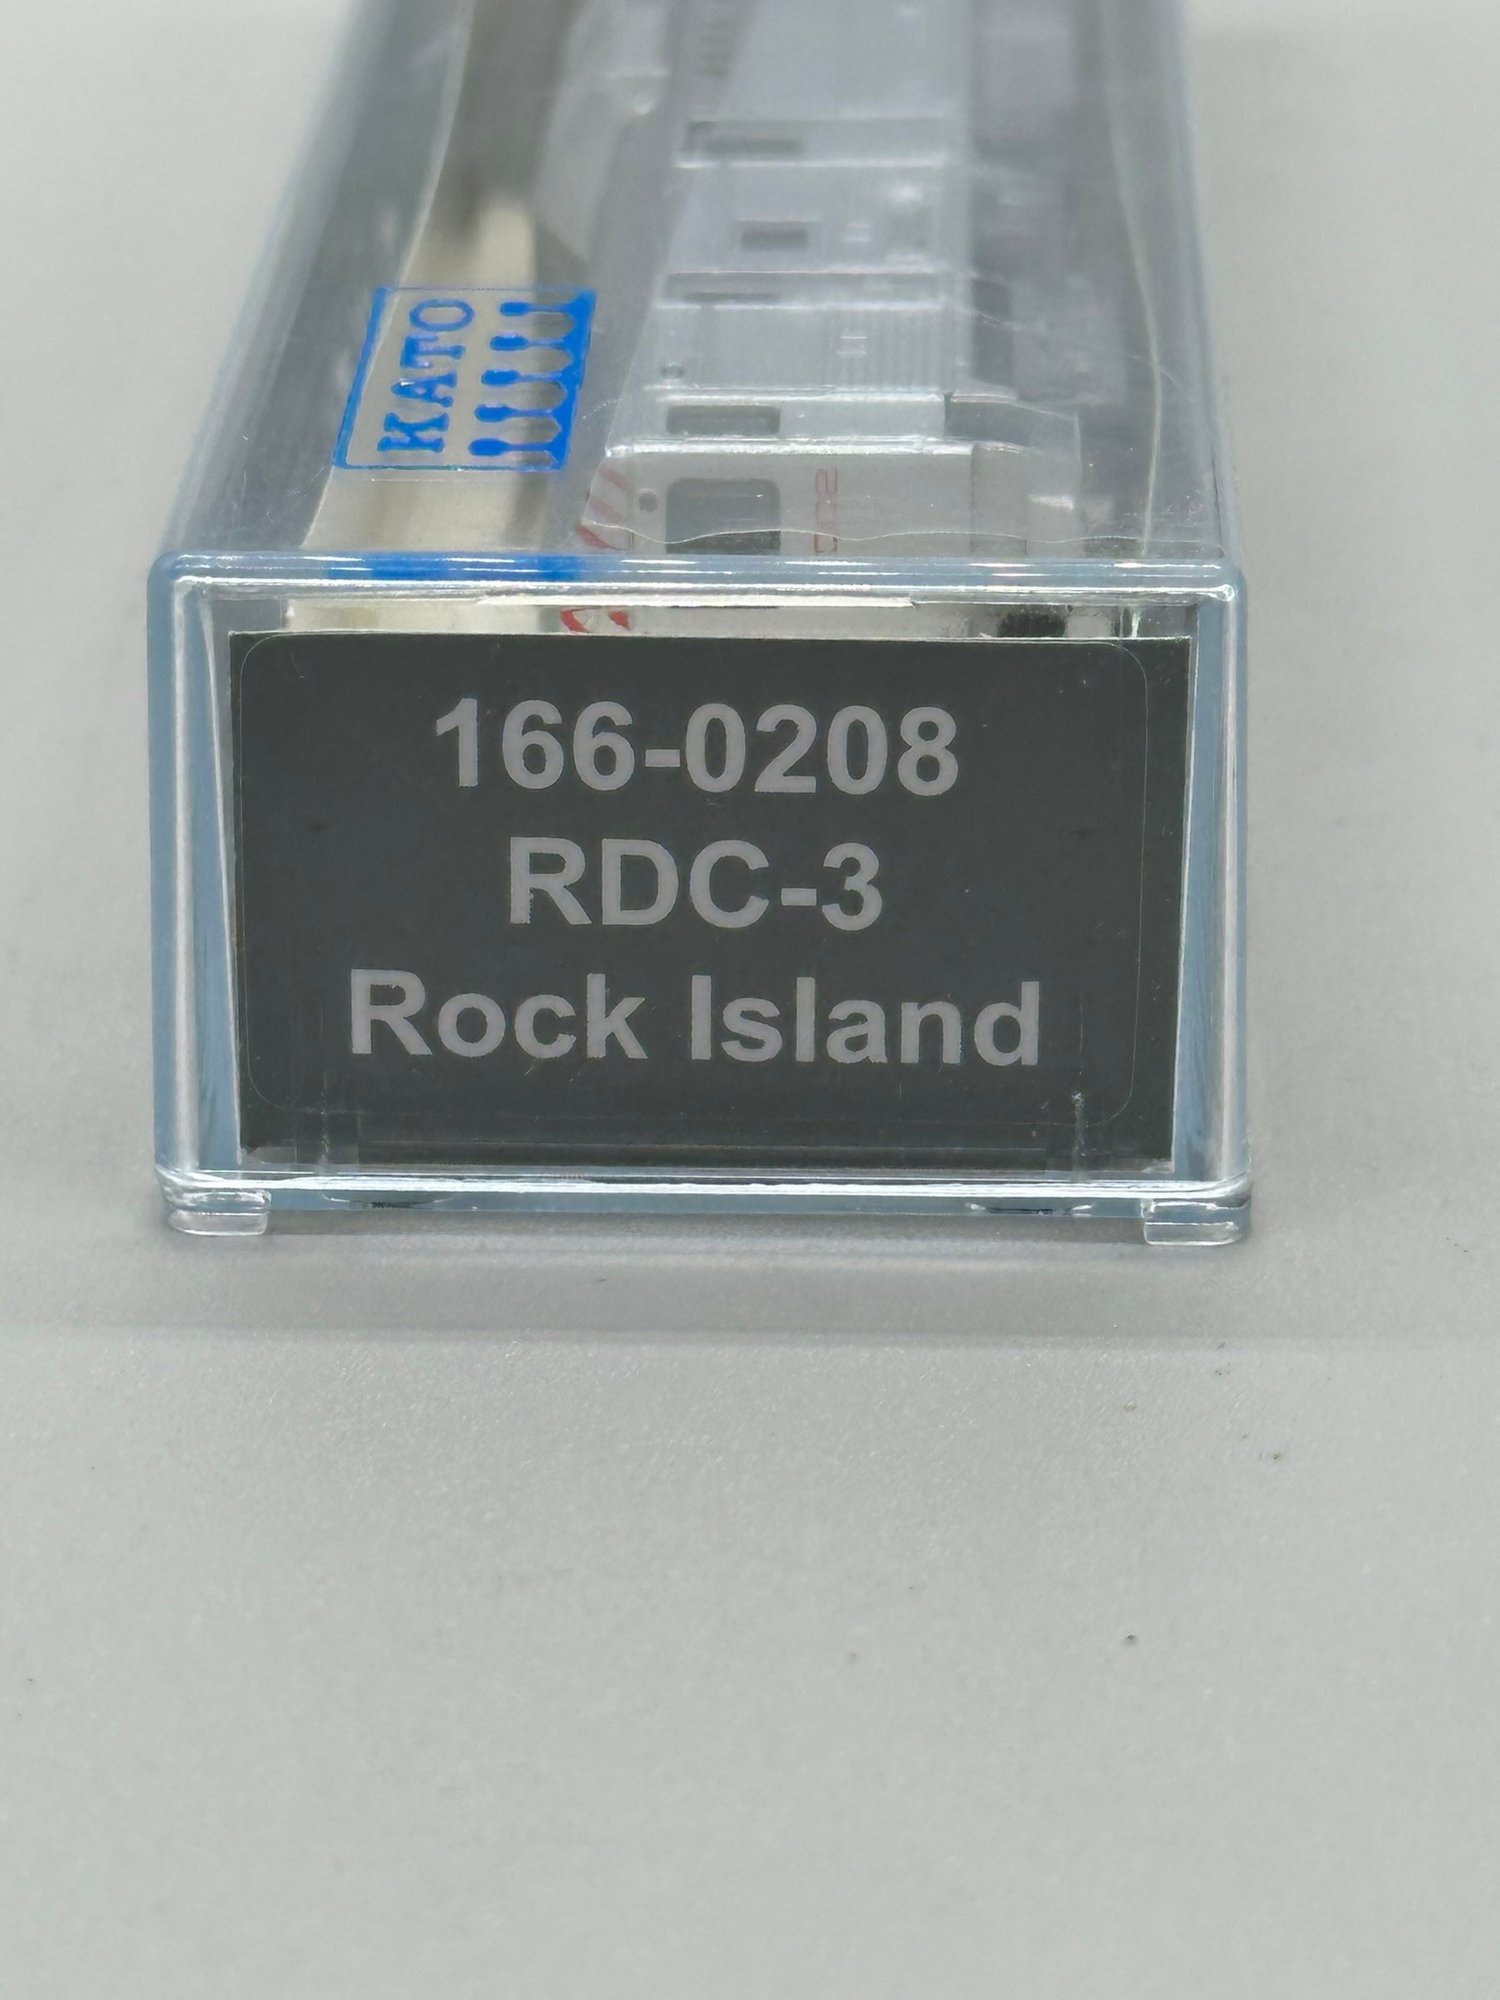 KATO
166-0208
RDC-3
Rock Island